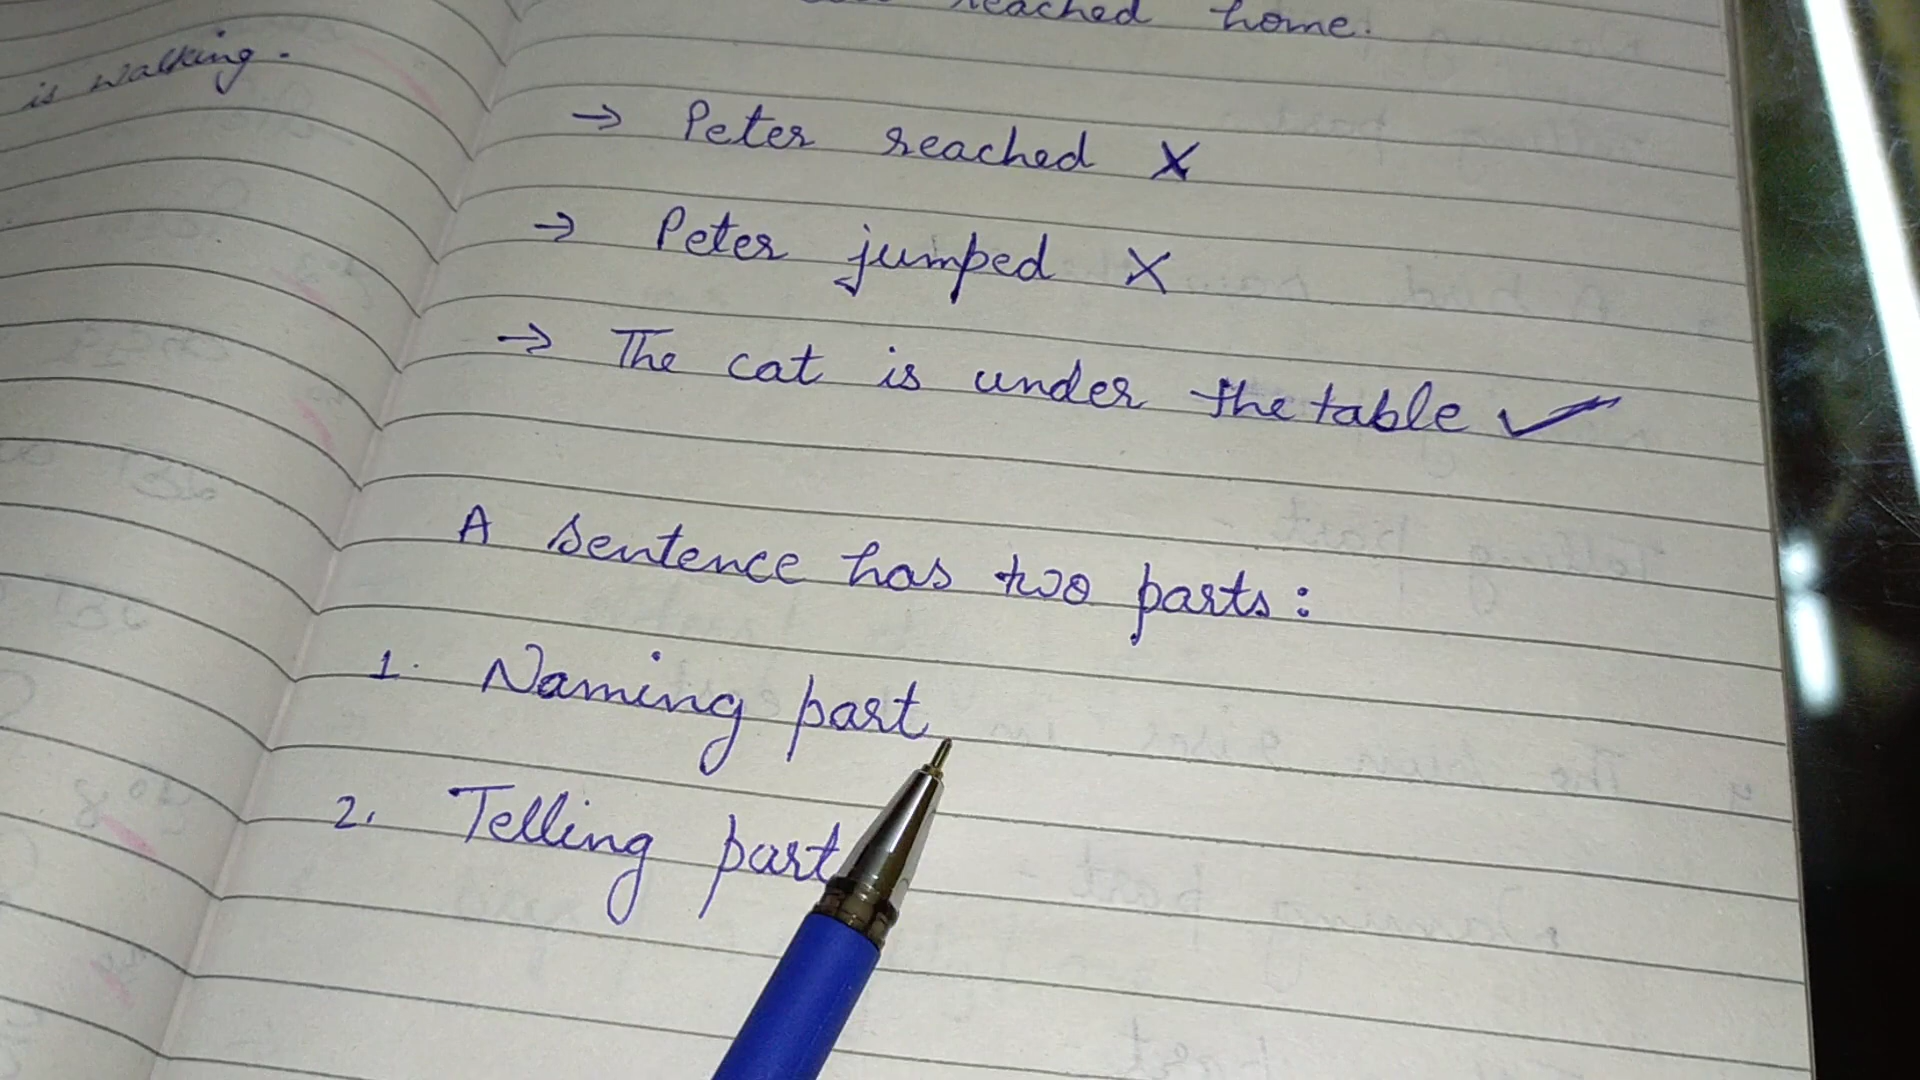 reached home.
is walking.
→ Peter reached X
→ Peter jumped X
→ The cat is under the table ✓
A sentence has two parts:
1. Naming part
2. Telling part